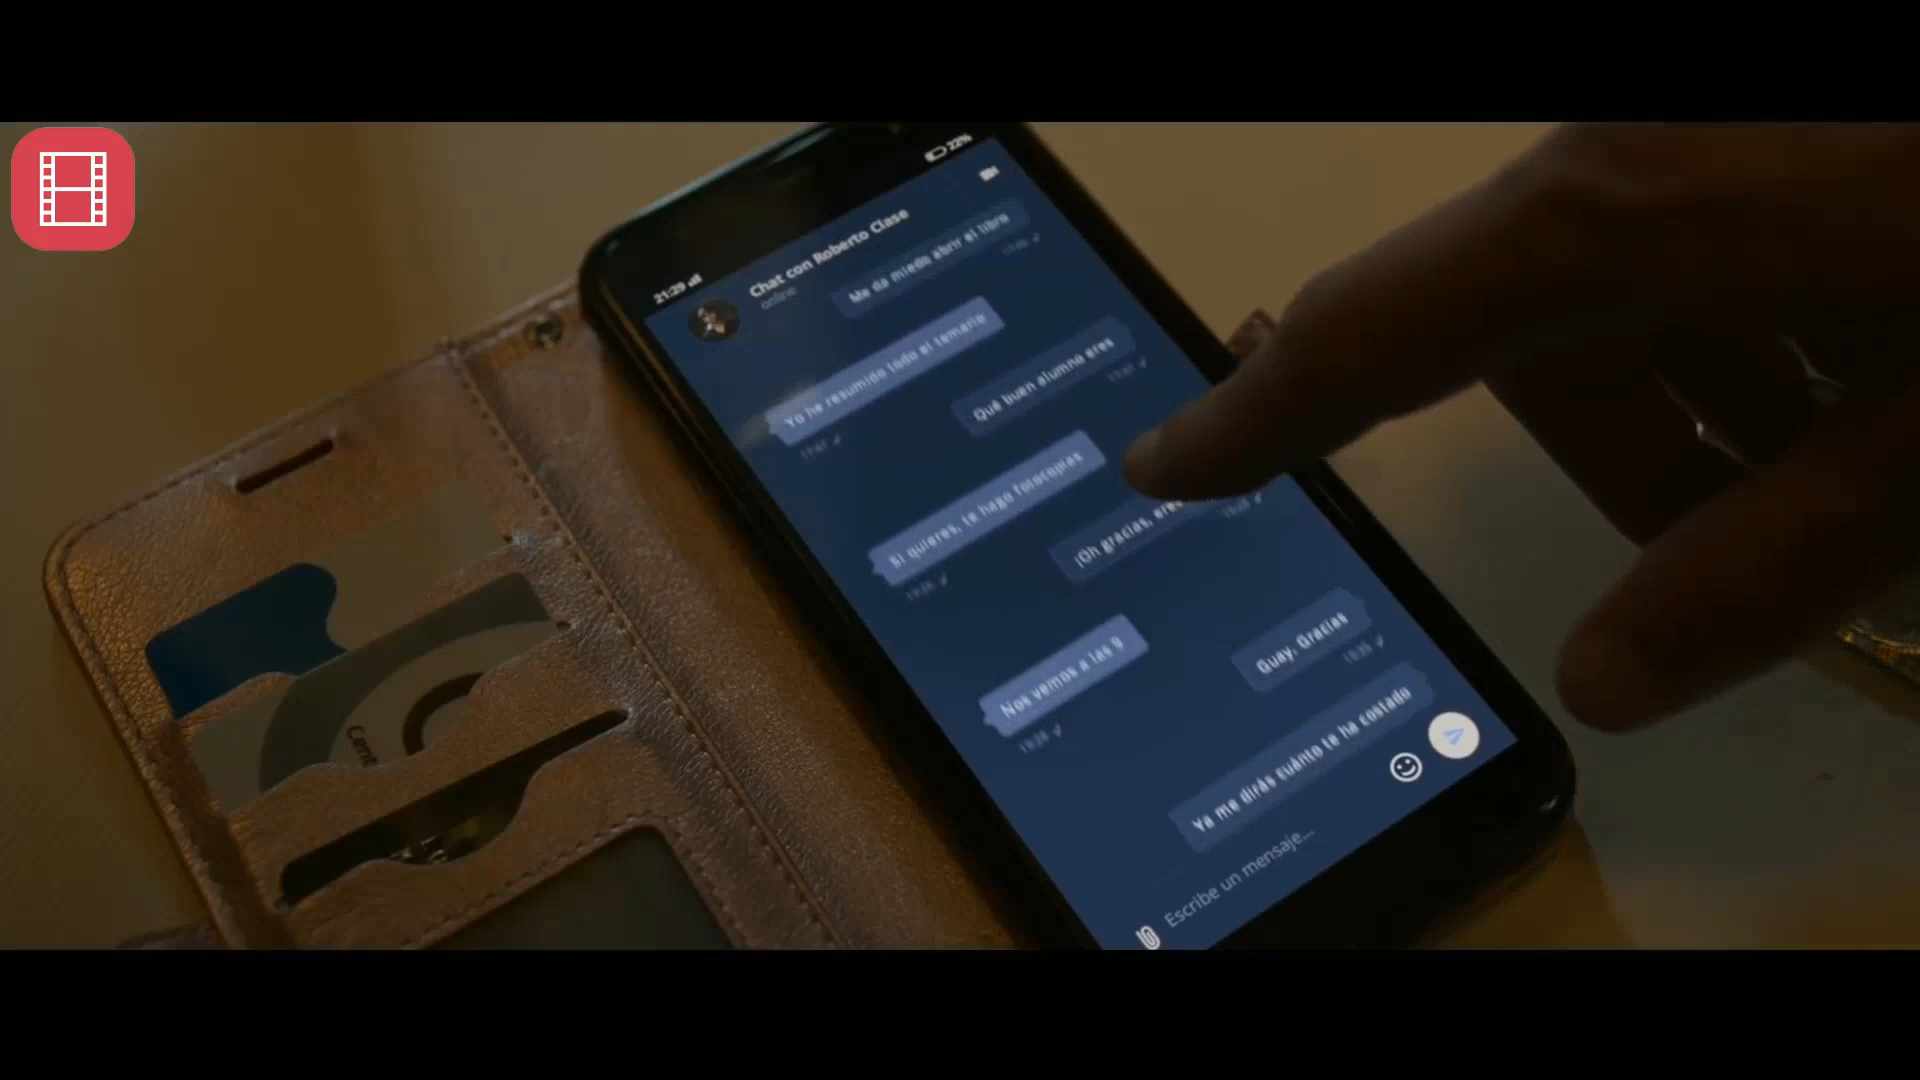 21:29
22%
Chat con Roberto Clase
online
Me da miedo abrir el libro
Yo he resumido todo el temario
Qué buen alumno eres
Si quieres, te hago fotocopias
¡Oh gracias, eres
Nos vemos a las 9
Guay. Gracias
Ya me dirás cuánto te ha costado
Escribe un mensaje...
Cent